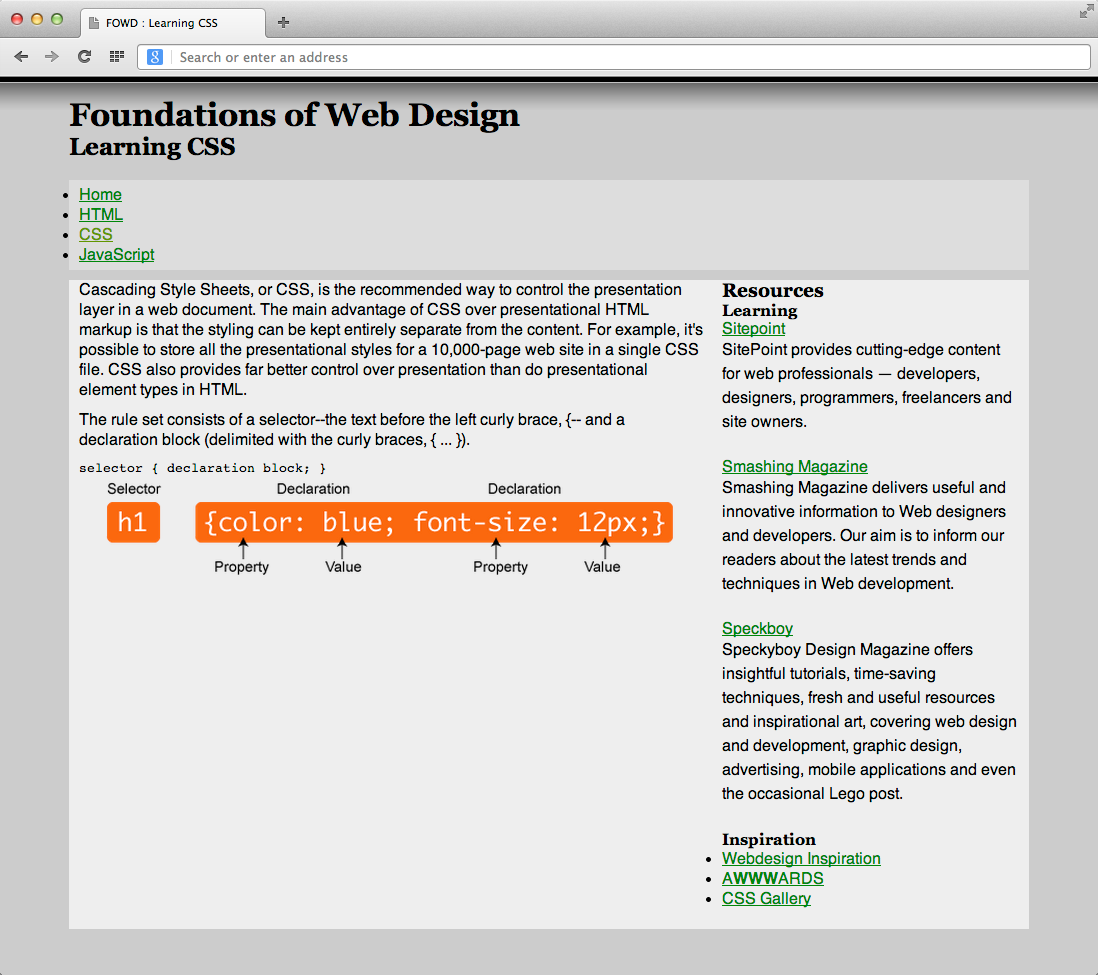 FOWD : Learning CSS
Search or enter an address
Foundations of Web Design
Learning CSS
Home
HTML
CSS
JavaScript
Cascading Style Sheets, or CSS, is the recommended way to control the presentation
layer in a web document. The main advantage of CSS over presentational HTML
markup is that the styling can be kept entirely separate from the content. For example, it's
possible to store all the presentational styles for a 10,000-page web site in a single CSS
file. CSS also provides far better control over presentation than do presentational
element types in HTML.
The rule set consists of a selector--the text before the left curly brace, {-- and a
declaration block (delimited with the curly braces, { ... }).
selector { declaration block; }
Selector Declaration Declaration
h1 {color: blue; font-size: 12px;}
Property Value Property Value
Resources
Learning
Sitepoint
SitePoint provides cutting-edge content
for web professionals — developers,
designers, programmers, freelancers and
site owners.
Smashing Magazine
Smashing Magazine delivers useful and
innovative information to Web designers
and developers. Our aim is to inform our
readers about the latest trends and
techniques in Web development.
Speckboy
Speckyboy Design Magazine offers
insightful tutorials, time-saving
techniques, fresh and useful resources
and inspirational art, covering web design
and development, graphic design,
advertising, mobile applications and even
the occasional Lego post.
Inspiration
Webdesign Inspiration
AWWWARDS
CSS Gallery